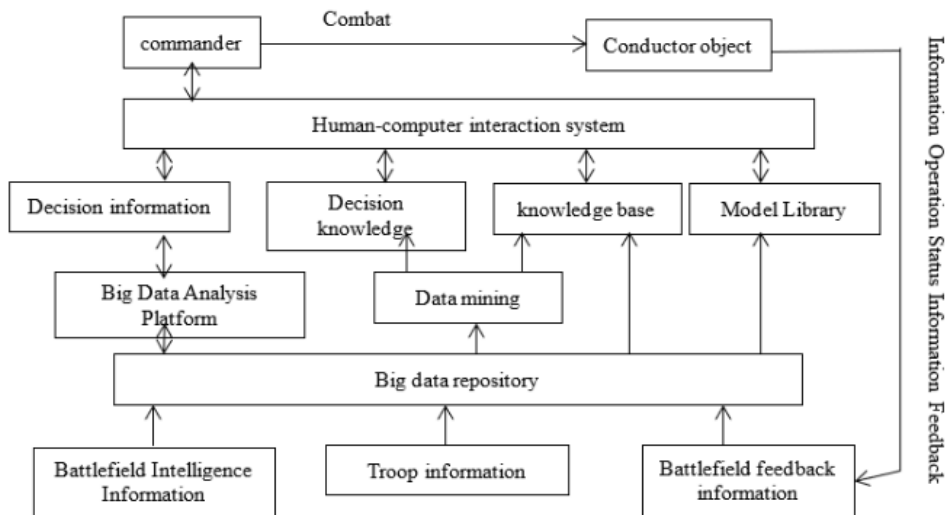 Combat
commander
Conductor object
Human-computer interaction system
Decision information
Decision
knowledge
knowledge base
Model Library
Big Data Analysis
Platform
Data mining
Big data repository
Battlefield Intelligence
Information
Troop information
Battlefield feedback
information
Information Operation Status Information Feedback